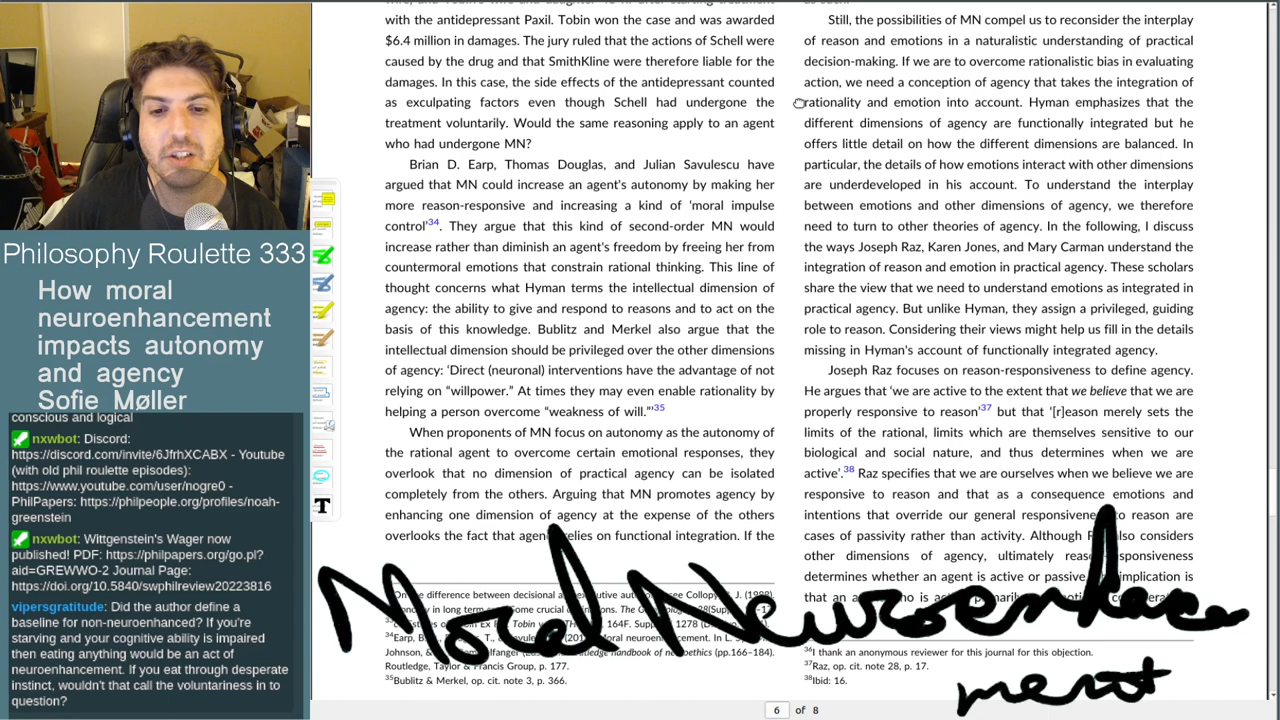 Philosophy Roulette 333
How moral
neuroenhancement
impacts autonomy
and agency
Sofie Møller
conscious and logical
nxwbot: Discord:
https://discord.com/invite/6JfrhXCABX - Youtube
(with old phil roulette episodes):
https://www.youtube.com/user/nogre0 -
PhilPapers: https://philpeople.org/profiles/noah-
greenstein
nxwbot: Wittgenstein's Wager now
published! PDF: https://philpapers.org/go.pl?
aid=GREWWO-2 Journal Page:
https://doi.org/10.5840/swphilreview20223816
vipersgratitude: Did the author define a
baseline for non-neuroenhanced? If you're
starving and your cognitive ability is impaired
then eating anything would be an act of
neuroenhancement. If you eat through desperate
instinct, wouldn't that call the voluntariness in to
question?
T
with the antidepressant Paxil. Tobin won the case and was awarded
$6.4 million in damages. The jury ruled that the actions of Schell were
caused by the drug and that SmithKline were therefore liable for the
damages. In this case, the side effects of the antidepressant counted
as exculpating factors even though Schell had undergone the
treatment voluntarily. Would the same reasoning apply to an agent
who had undergone MN?
Brian D. Earp, Thomas Douglas, and Julian Savulescu have
argued that MN could increase an agent's autonomy by making her
more reason-responsive and increasing a kind of 'moral impulse
control'34. They argue that this kind of second-order MN would
increase rather than diminish an agent's freedom by freeing her from
countermoral emotions that constrain rational thinking. This line of
thought concerns what Hyman terms the intellectual dimension of
agency: the ability to give and respond to reasons and to act on the
basis of this knowledge. Bublitz and Merkel also argue that the
intellectual dimension should be privileged over the other dimensions
of agency: 'Direct (neuronal) interventions have the advantage of not
relying on "willpower." At times they may even enable rationality by
helping a person overcome "weakness of will."'35
When proponents of MN focus on autonomy as the autonomy of
the rational agent to overcome certain emotional responses, they
overlook that no dimension of practical agency can be isolated
completely from the others. Arguing that MN promotes agency by
enhancing one dimension of agency at the expense of the others
overlooks the fact that agency relies on functional integration. If the
Routledge, Taylor & Francis Group, p. 177.
35Bublitz & Merkel, op. cit. note 3, p. 366.
Still, the possibilities of MN compel us to reconsider the interplay
of reason and emotions in a naturalistic understanding of practical
decision-making. If we are to overcome rationalistic bias in evaluating
action, we need a conception of agency that takes the integration of
rationality and emotion into account. Hyman emphasizes that the
different dimensions of agency are functionally integrated but he
offers little detail on how the different dimensions are balanced. In
particular, the details of how emotions interact with other dimensions
are underdeveloped in his account. To understand the interplay
between emotions and other dimensions of agency, we therefore
need to turn to other theories of agency. In the following, I discuss
the ways Joseph Raz, Karen Jones, and Mary Carman understand the
integration of reason and emotion in practical agency. These scholars
share the view that we need to understand emotions as integrated in
practical agency. But unlike Hyman, they assign a privileged, guiding
role to reason. Considering their views might help us fill in the details
missing in Hyman's account of functionally integrated agency.
Joseph Raz focuses on reason responsiveness to define agency.
He argues that 'we are active to the extent that we believe that we are
properly responsive to reason'37 but that '[r]eason merely sets the
limits to the rational, limits which are themselves sensitive to our
biological and social nature, and thus determines when we are
active'.38 Raz specifies that we are ourselves when we believe we are
responsive to reason and that as a consequence emotions and
intentions that override our general responsiveness to reason are
cases of passivity rather than activity. Although Raz also considers
other dimensions of agency, ultimately reason responsiveness
determines whether an agent is active or passive. The implication is
36I thank an anonymous reviewer for this journal for this objection.
37Raz, op. cit. note 28, p. 17.
38Ibid: 16.
6 of 8